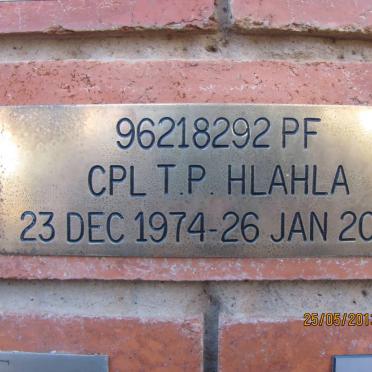 96218292 PF
CPL T.P. HLAHLA
23 DEC 1974-26 JAN 20
25/05/201